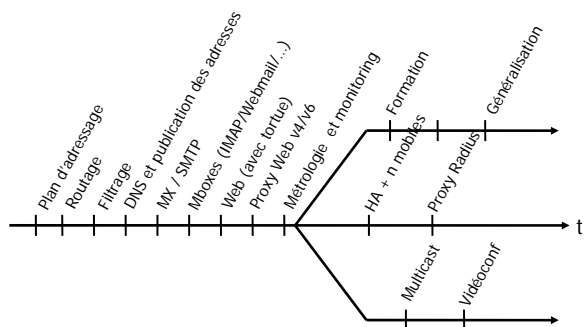 Plan d'adressage
Routage
Filtrage
DNS et publication des adresses
MX / SMTP
Mboxes (IMAP/Webmail/...)
Web (avec tortue)
Proxy Web v4/v6
Métrologie et monitoring
Formation
Généralisation
HA + n mobiles
Proxy Radius
t
Multicast
Vidéoconf